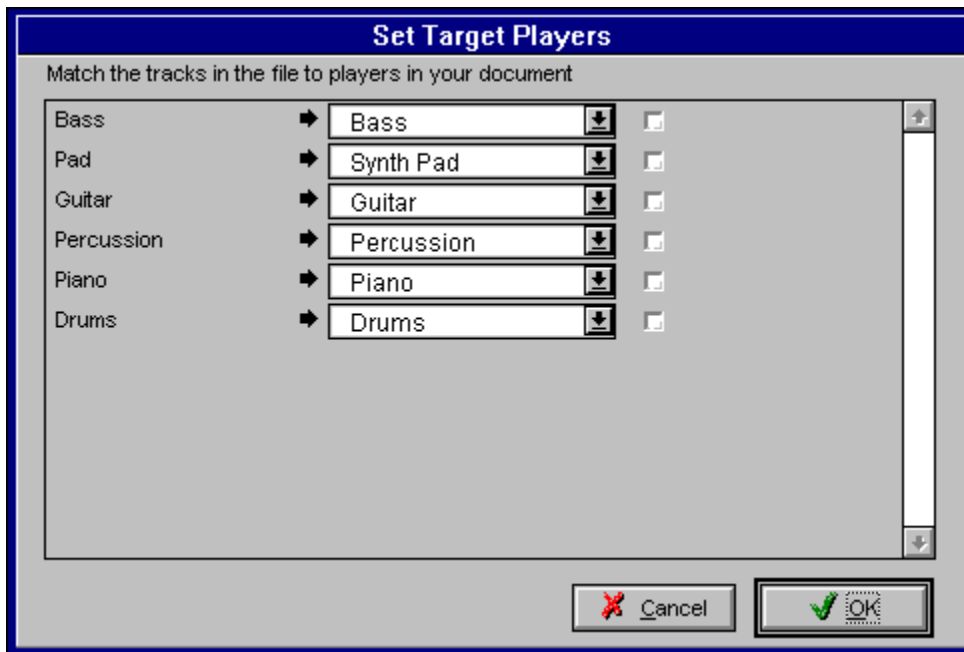 Set Target Players
Match the tracks in the file to players in your document
Bass Bass
Pad Synth Pad
Guitar Guitar
Percussion Percussion
Piano Piano
Drums Drums
Cancel OK